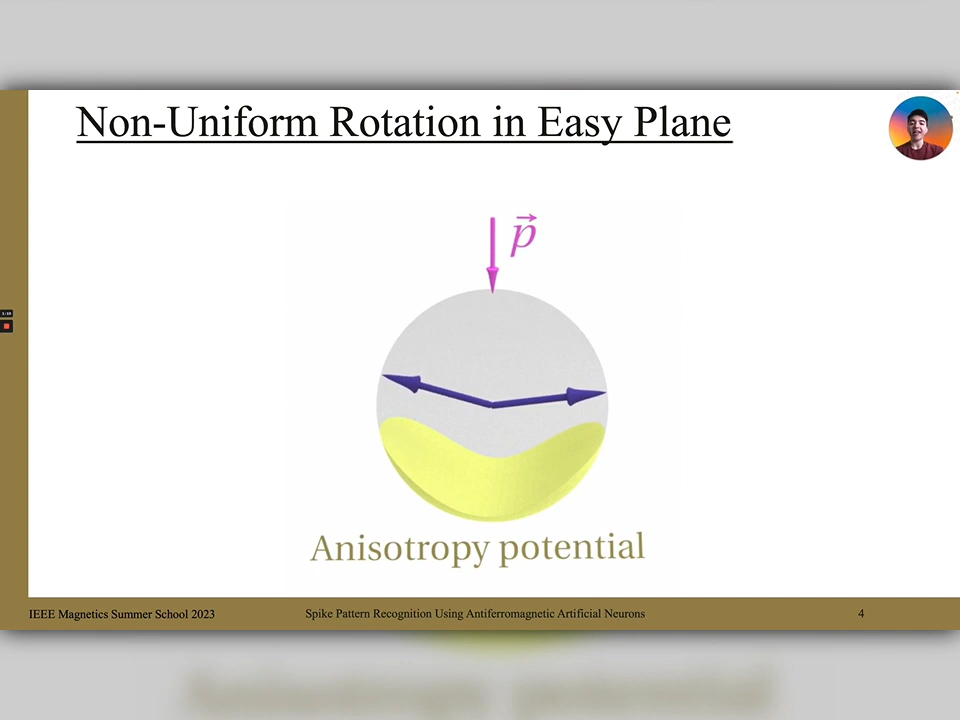 Non-Uniform Rotation in Easy Plane
p⃗
Anisotropy potential
IEEE Magnetics Summer School 2023
Spike Pattern Recognition Using Antiferromagnetic Artificial Neurons
4